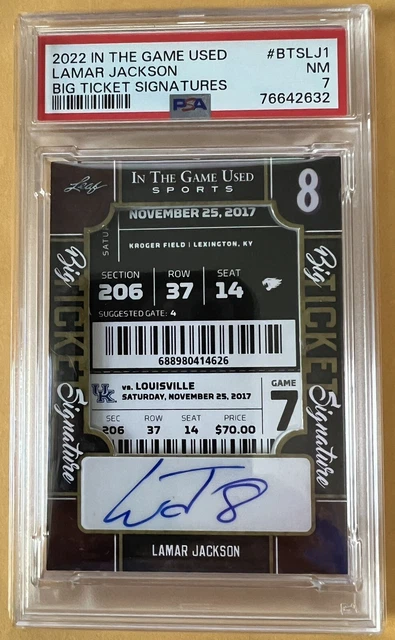 2022 IN THE GAME USED #BTSLJ1
LAMAR JACKSON NM
BIG TICKET SIGNATURES 7
PSA 76642632
Leaf IN THE GAME USED 8
SPORTS
NOVEMBER 25, 2017
SATU
KROGER FIELD | LEXINGTON, KY
SECTION ROW SEAT
206 37 14
SUGGESTED GATE: 4
688980414626
Big TICKET Signature
Big TICKET Signature
UK VS. LOUISVILLE GAME
SATURDAY, NOVEMBER 25, 2017 7
SEC ROW SEAT PRICE
206 37 14 $70.00
LAMAR JACKSON